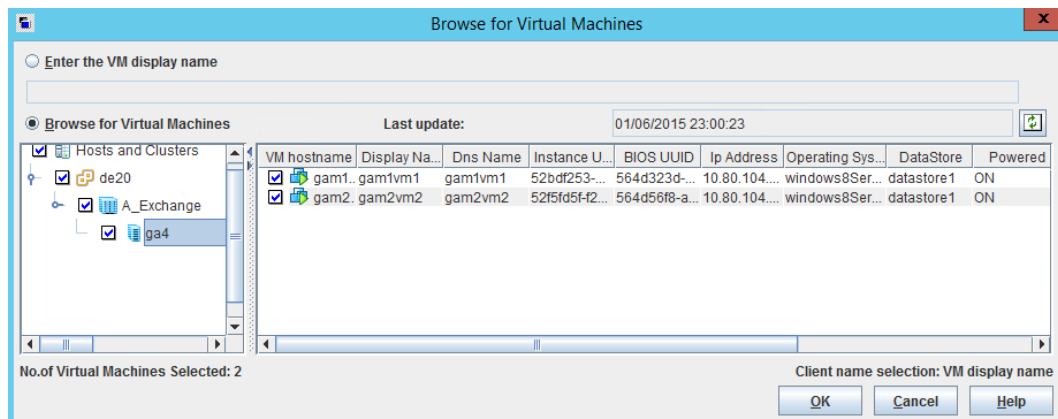 Browse for Virtual Machines
x
Enter the VM display name
Browse for Virtual Machines Last update: 01/06/2015 23:00:23
Hosts and Clusters
de20
A_Exchange
ga4
VM hostname Display Na... Dns Name Instance U... BIOS UUID Ip Address Operating Sys... DataStore Powered
gam1.. gam1vm1 gam1vm1 52bdf253-... 564d323d-... 10.80.104.... windows8Ser... datastore1 ON
gam2. gam2vm2 gam2vm2 52f5fd5f-f2... 564d56f8-a... 10.80.104.... windows8Ser... datastore1 ON
No.of Virtual Machines Selected: 2
Client name selection: VM display name
OK Cancel Help